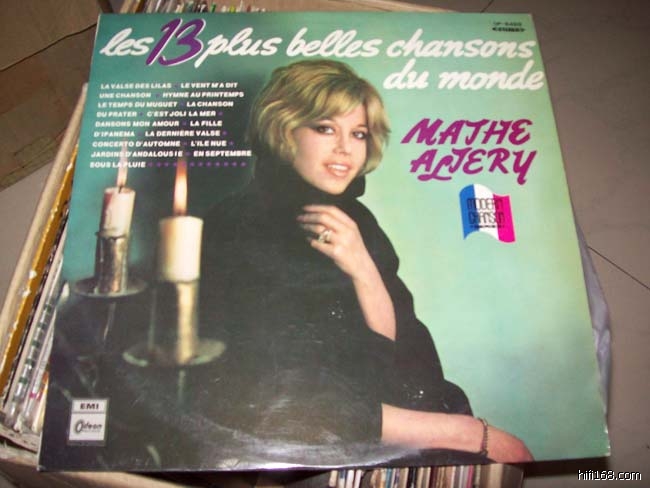 les 13 plus belles chansons
du monde
LA VALSE DES LILAS * LE VENT M'A DIT
UNE CHANSON * HYMNE AU PRINTEMPS
LE TEMPS DU MUGUET * LA CHANSON
DU PRATER * C'EST JOLI LA MER *
DANSONS MON AMOUR * LA FILLE
D'IPANEMA * LA DERNIÈRE VALSE *
CONCERTO D'AUTOMNE * L'ILE NUE *
JARDINS D'ANDALOUSIE * EN SEPTEMBRE
SOUS LA PLUIE
MATHE
ALTERY
MODERN
CHANSON
EMI
Odeon
hifi168.com